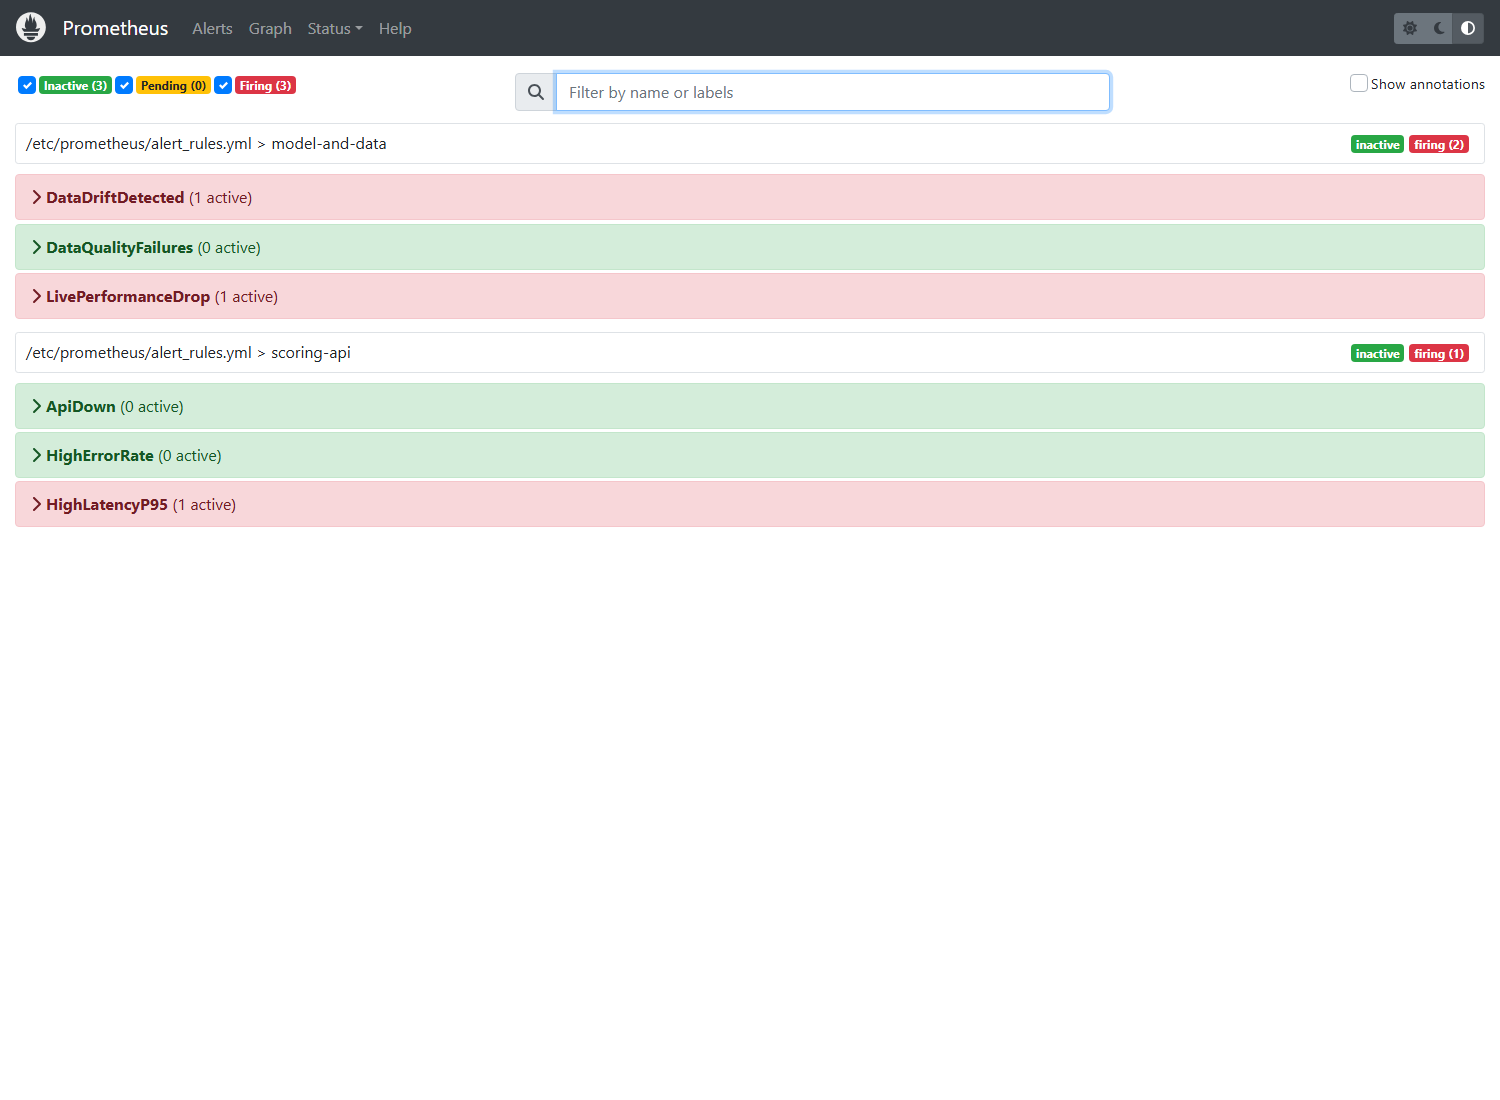 Prometheus Alerts Graph Status Help
Inactive (3) Pending (0) Firing (3) Filter by name or labels Show annotations
/etc/prometheus/alert_rules.yml > model-and-data inactive firing (2)
DataDriftDetected (1 active)
DataQualityFailures (0 active)
LivePerformanceDrop (1 active)
/etc/prometheus/alert_rules.yml > scoring-api inactive firing (1)
ApiDown (0 active)
HighErrorRate (0 active)
HighLatencyP95 (1 active)